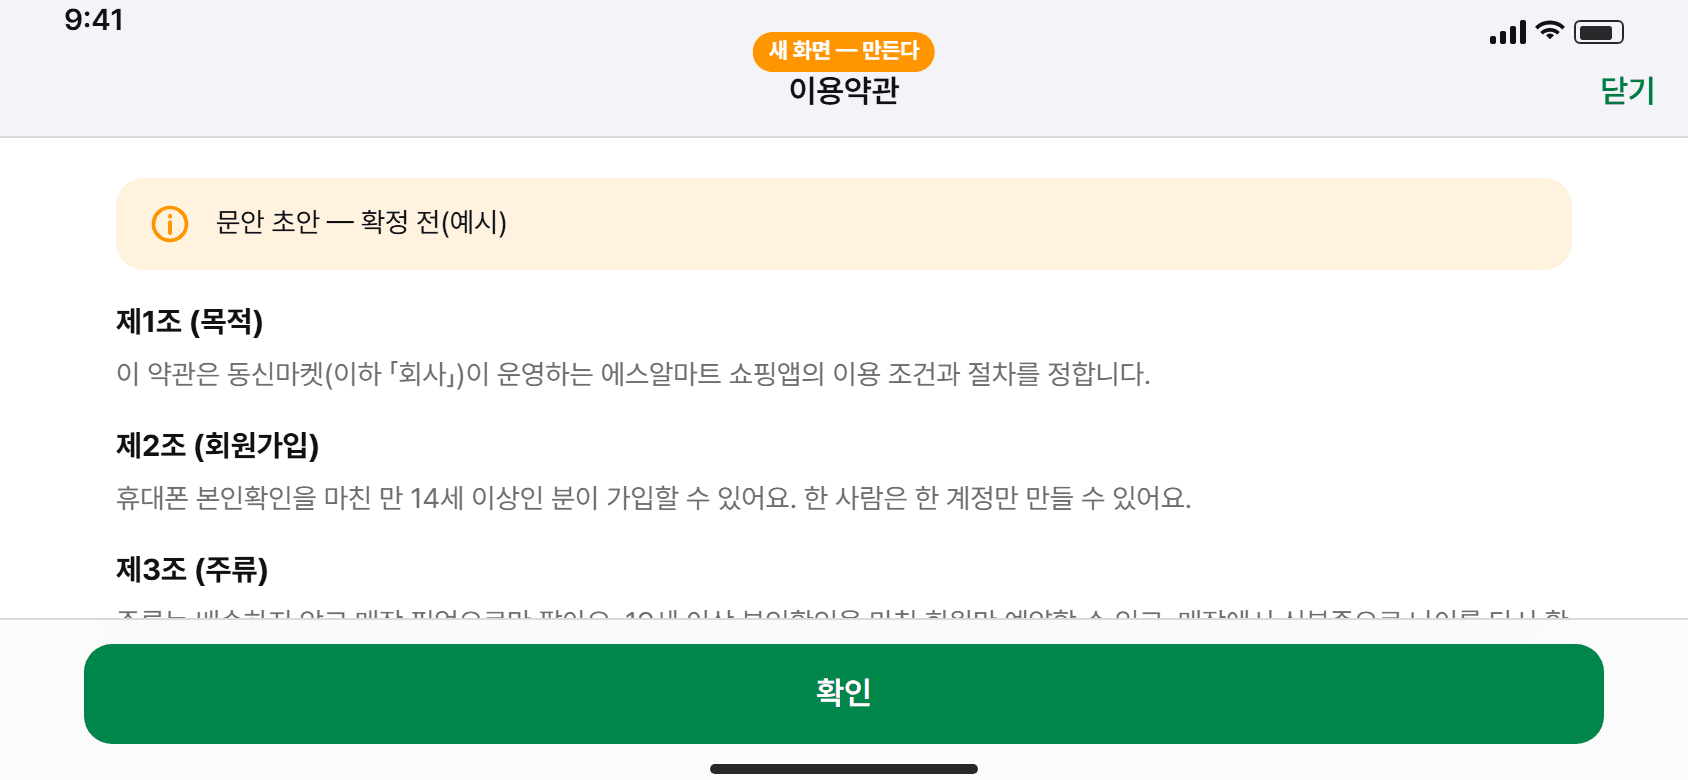 9:41
새 화면 — 만든다
이용약관
닫기
문안 초안 — 확정 전(예시)
제1조 (목적)
이 약관은 동신마켓(이하 「회사」)이 운영하는 에스알마트 쇼핑앱의 이용 조건과 절차를 정합니다.
제2조 (회원가입)
휴대폰 본인확인을 마친 만 14세 이상인 분이 가입할 수 있어요. 한 사람은 한 계정만 만들 수 있어요.
제3조 (주류)
확인